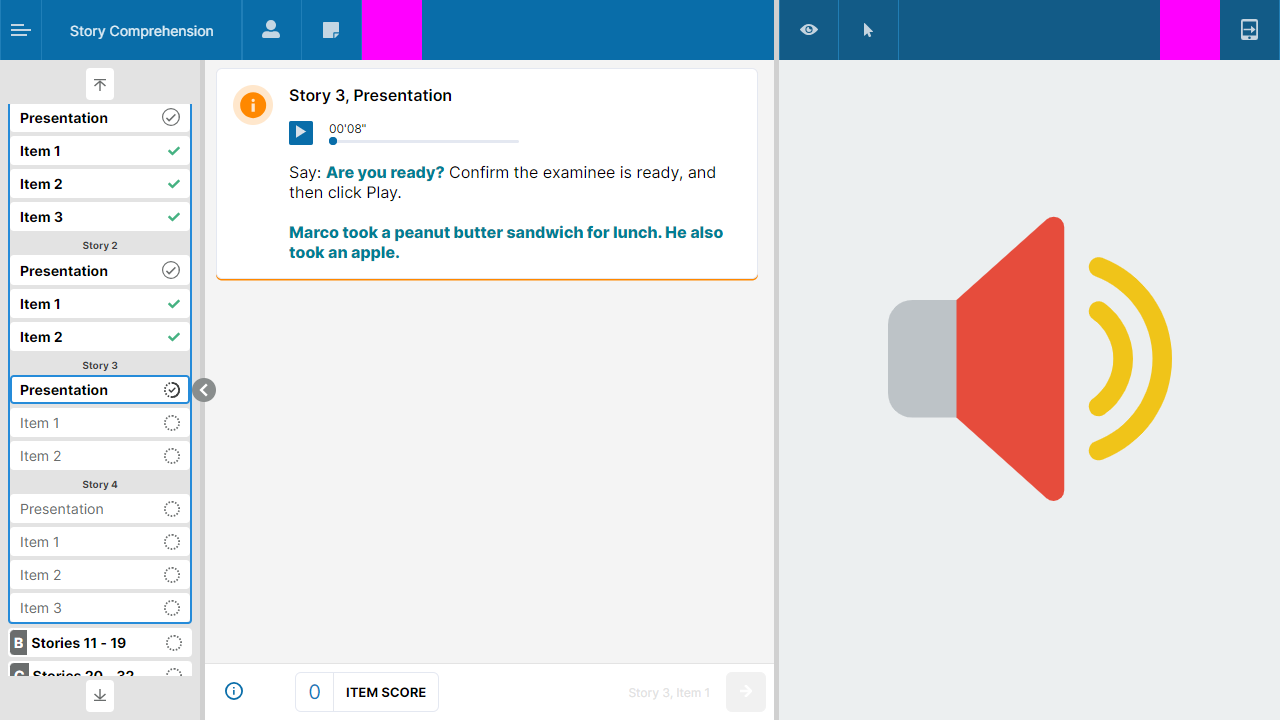 Story Comprehension
Presentation
Item 1
Item 2
Item 3
Story 2
Presentation
Item 1
Item 2
Story 3
Presentation
Item 1
Item 2
Story 4
Presentation
Item 1
Item 2
Item 3
B Stories 11 - 19
C Stories 20 - 32
Story 3, Presentation
00'08"
Say: Are you ready? Confirm the examinee is ready, and
then click Play.
Marco took a peanut butter sandwich for lunch. He also
took an apple.
0 ITEM SCORE
Story 3, Item 1